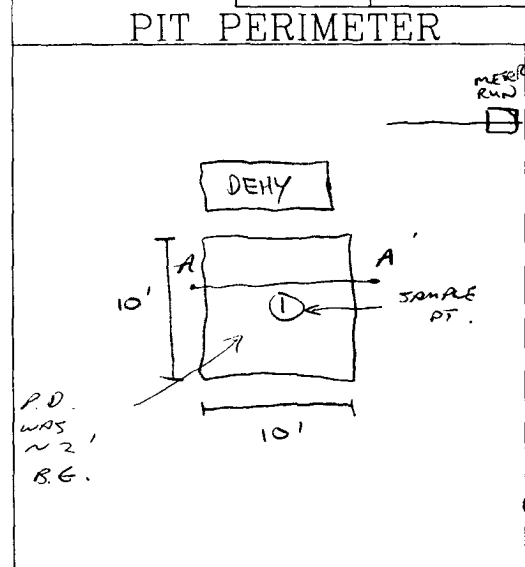 PIT PERIMETER
METER
RUN
DEHY
A
A'
10'
1
SAMPLE
PT.
P.D.
WAS
~ 2'
B.G.
10'